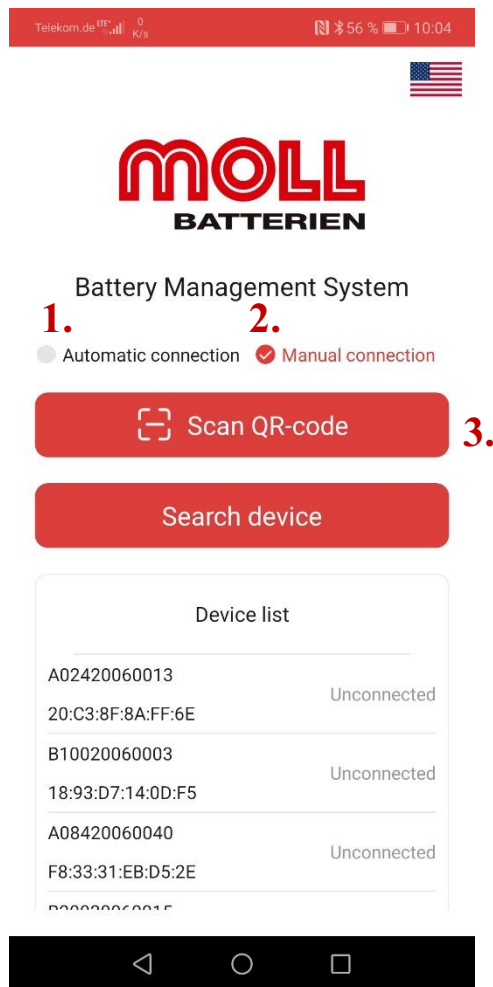 Telekom.de LTE+ 0 K/s 56 % 10:04
MOLL
BATTERIEN
Battery Management System
1. 2.
Automatic connection Manual connection
Scan QR-code 3.
Search device
Device list
A02420060013
Unconnected
20:C3:8F:8A:FF:6E
B10020060003
Unconnected
18:93:D7:14:0D:F5
A08420060040
Unconnected
F8:33:31:EB:D5:2E